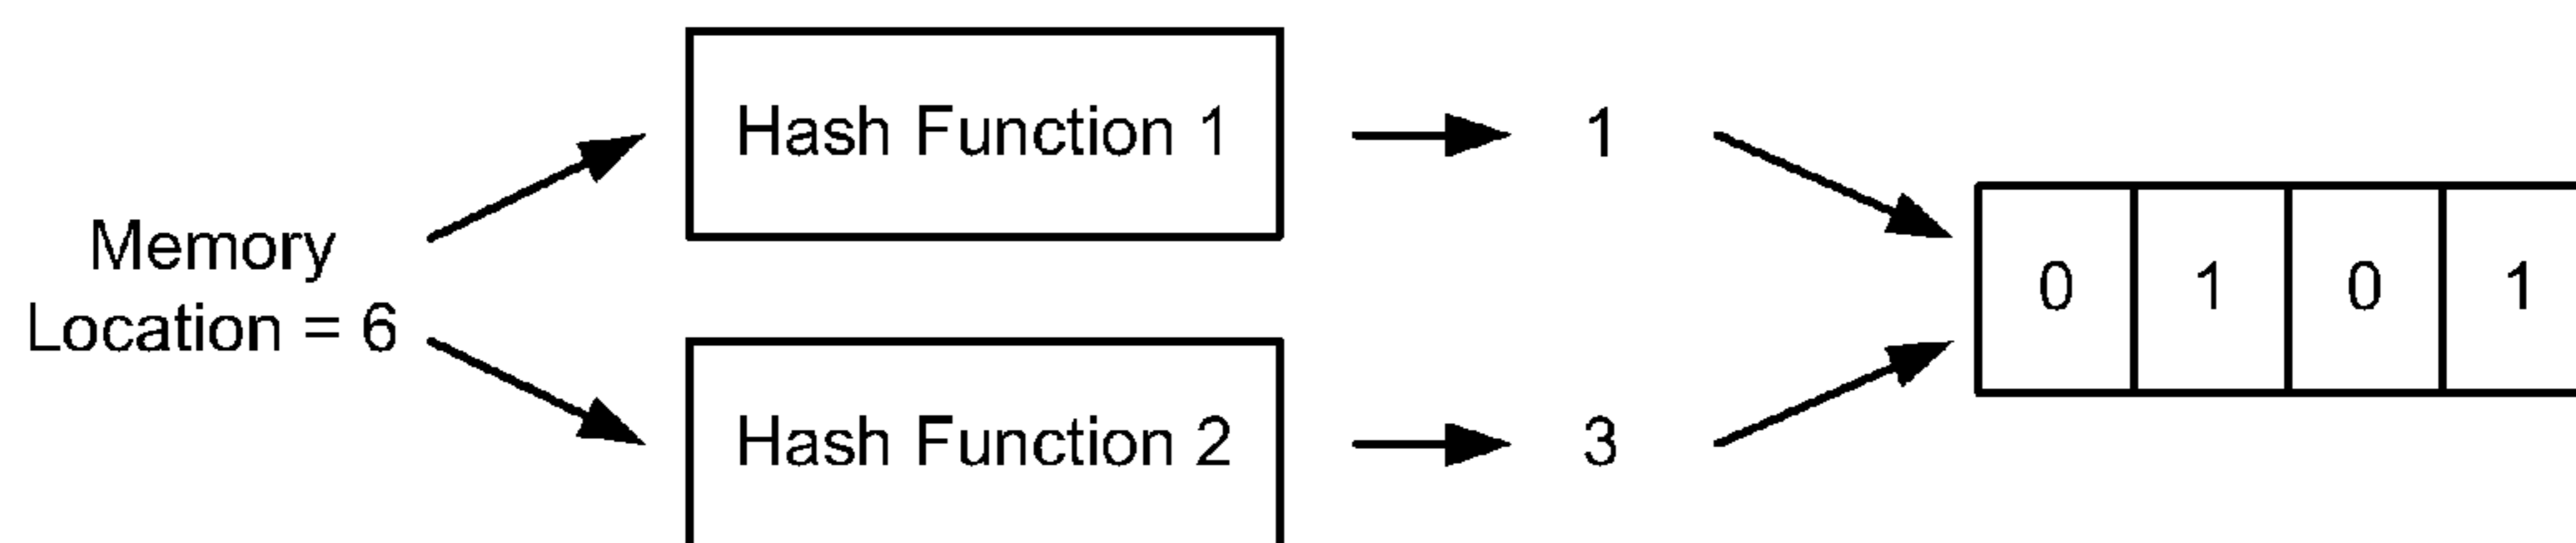 Hash Function 1
1
Memory
Location = 6
0 1 0 1
Hash Function 2
3